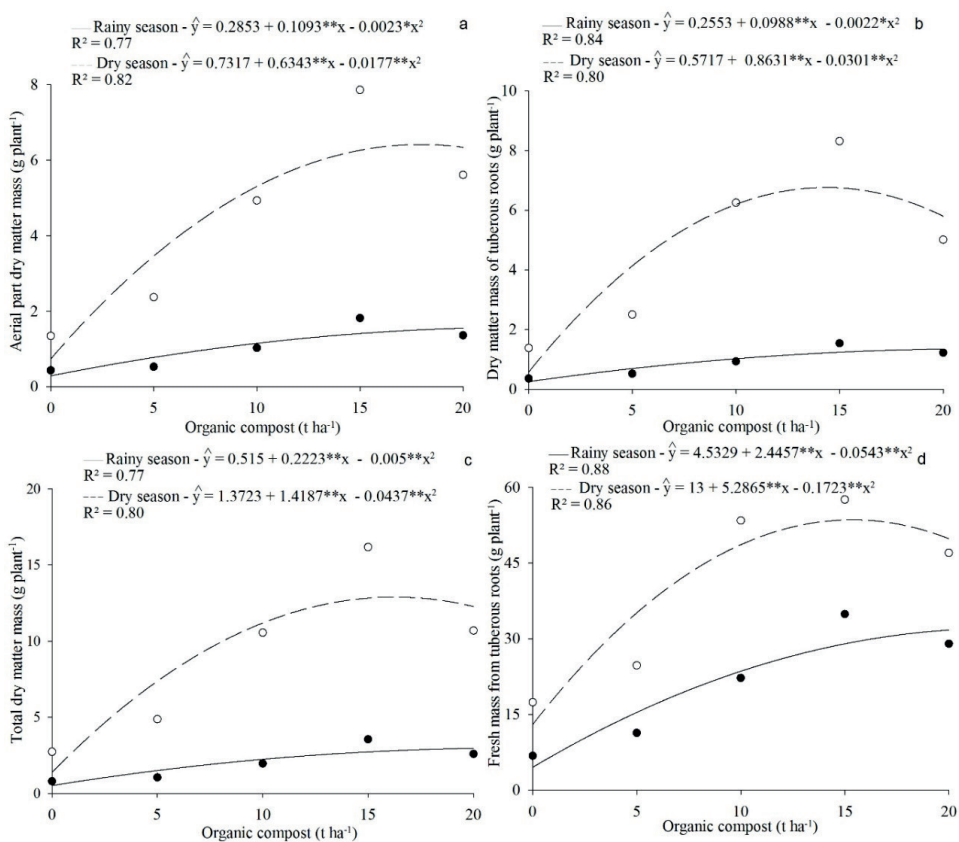 Rainy season - ŷ = 0.2853 + 0.1093**x - 0.0023*x²
R² = 0.77
Dry season - ŷ = 0.7317 + 0.6343**x - 0.0177**x²
R² = 0.82
a
8
6
4
2
0
Aerial part dry matter mass (g plant⁻¹)
0 5 10 15 20
Organic compost (t ha⁻¹)
Rainy season - ŷ = 0.2553 + 0.0988**x - 0.0022*x²
R² = 0.84
Dry season - ŷ = 0.5717 + 0.8631**x - 0.0301**x²
R² = 0.80
b
10
8
6
4
2
0
Dry matter mass of tuberous roots (g plant⁻¹)
0 5 10 15 20
Organic compost (t ha⁻¹)
Rainy season - ŷ = 0.515 + 0.2223**x - 0.005**x²
R² = 0.77
Dry season - ŷ = 1.3723 + 1.4187**x - 0.0437**x²
R² = 0.80
c
20
15
10
5
0
Total dry matter mass (g plant⁻¹)
0 5 10 15 20
Organic compost (t ha⁻¹)
Rainy season - ŷ = 4.5329 + 2.4457**x - 0.0543**x²
R² = 0.88
Dry season - ŷ = 13 + 5.2865**x - 0.1723**x²
R² = 0.86
d
60
45
30
15
0
Fresh mass from tuberous roots (g plant⁻¹)
0 5 10 15 20
Organic compost (t ha⁻¹)